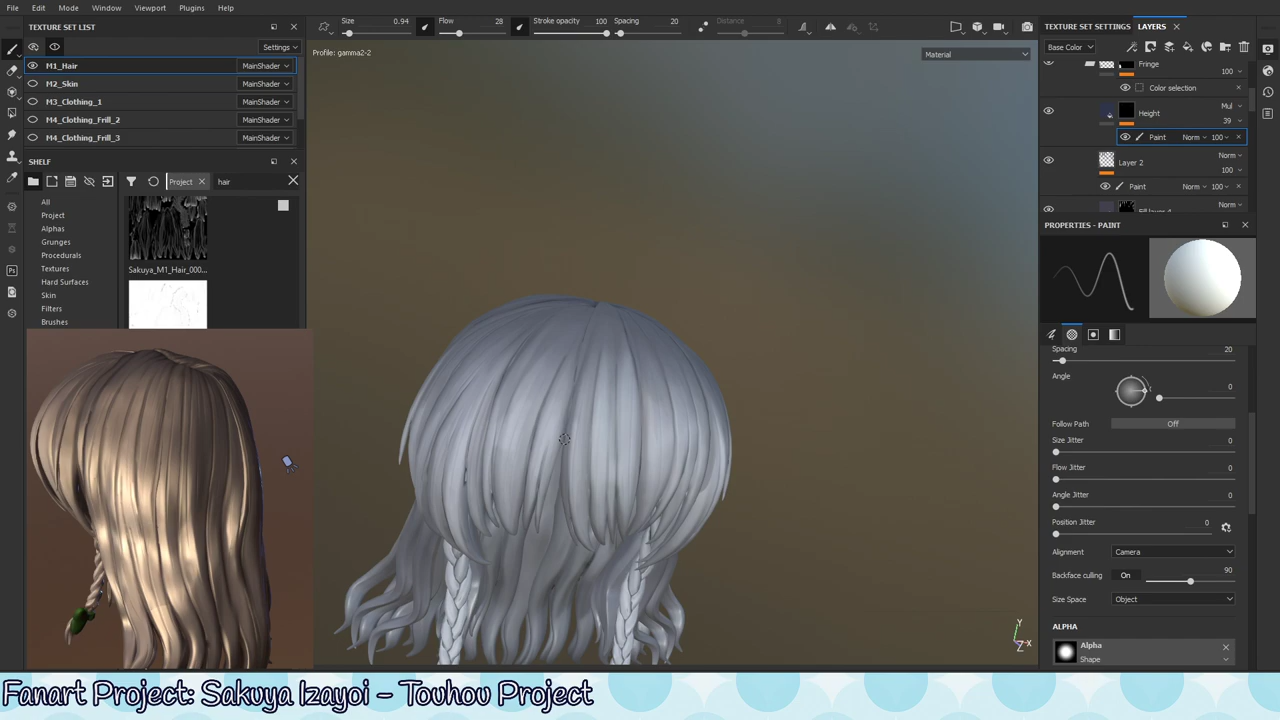 File Edit Mode Window Viewport Plugins Help
TEXTURE SET LIST
Size 0.94 Flow 28 Stroke opacity 100 Spacing 20 Distance 8
TEXTURE SET SETTINGS LAYERS
Settings
Base Color
Profile: gamma2-2
Material
M1_Hair MainShader
M2_Skin MainShader
M3_Clothing_1 MainShader
M4_Clothing_Frill_2 MainShader
M4_Clothing_Frill_3 MainShader
Fringe 100
Color selection
Height Mul 39
Paint Norm 100
Layer 2 Norm 100
Paint Norm 100
Fill layer 4 Norm
SHELF
Project hair
All
Project
Alphas
Grunges
Procedurals
Textures
Hard Surfaces
Skin
Filters
Brushes
Sakuya_M1_Hair_000...
PROPERTIES - PAINT
Spacing 20
Angle 0
Follow Path Off
Size Jitter 0
Flow Jitter 0
Angle Jitter 0
Position Jitter 0
Alignment Camera
Backface culling On 90
Size Space Object
ALPHA
Alpha
Shape
Y
X
Z
Ps
Fanart Project: Sakuya Izayoi - Touhou Project